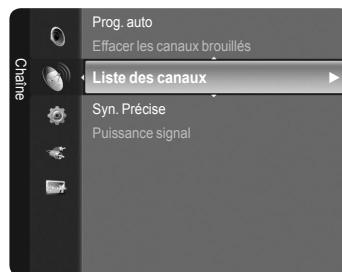 Chaîne
Prog. auto
Effacer les canaux brouillés
Liste des canaux
Syn. Précise
Puissance signal